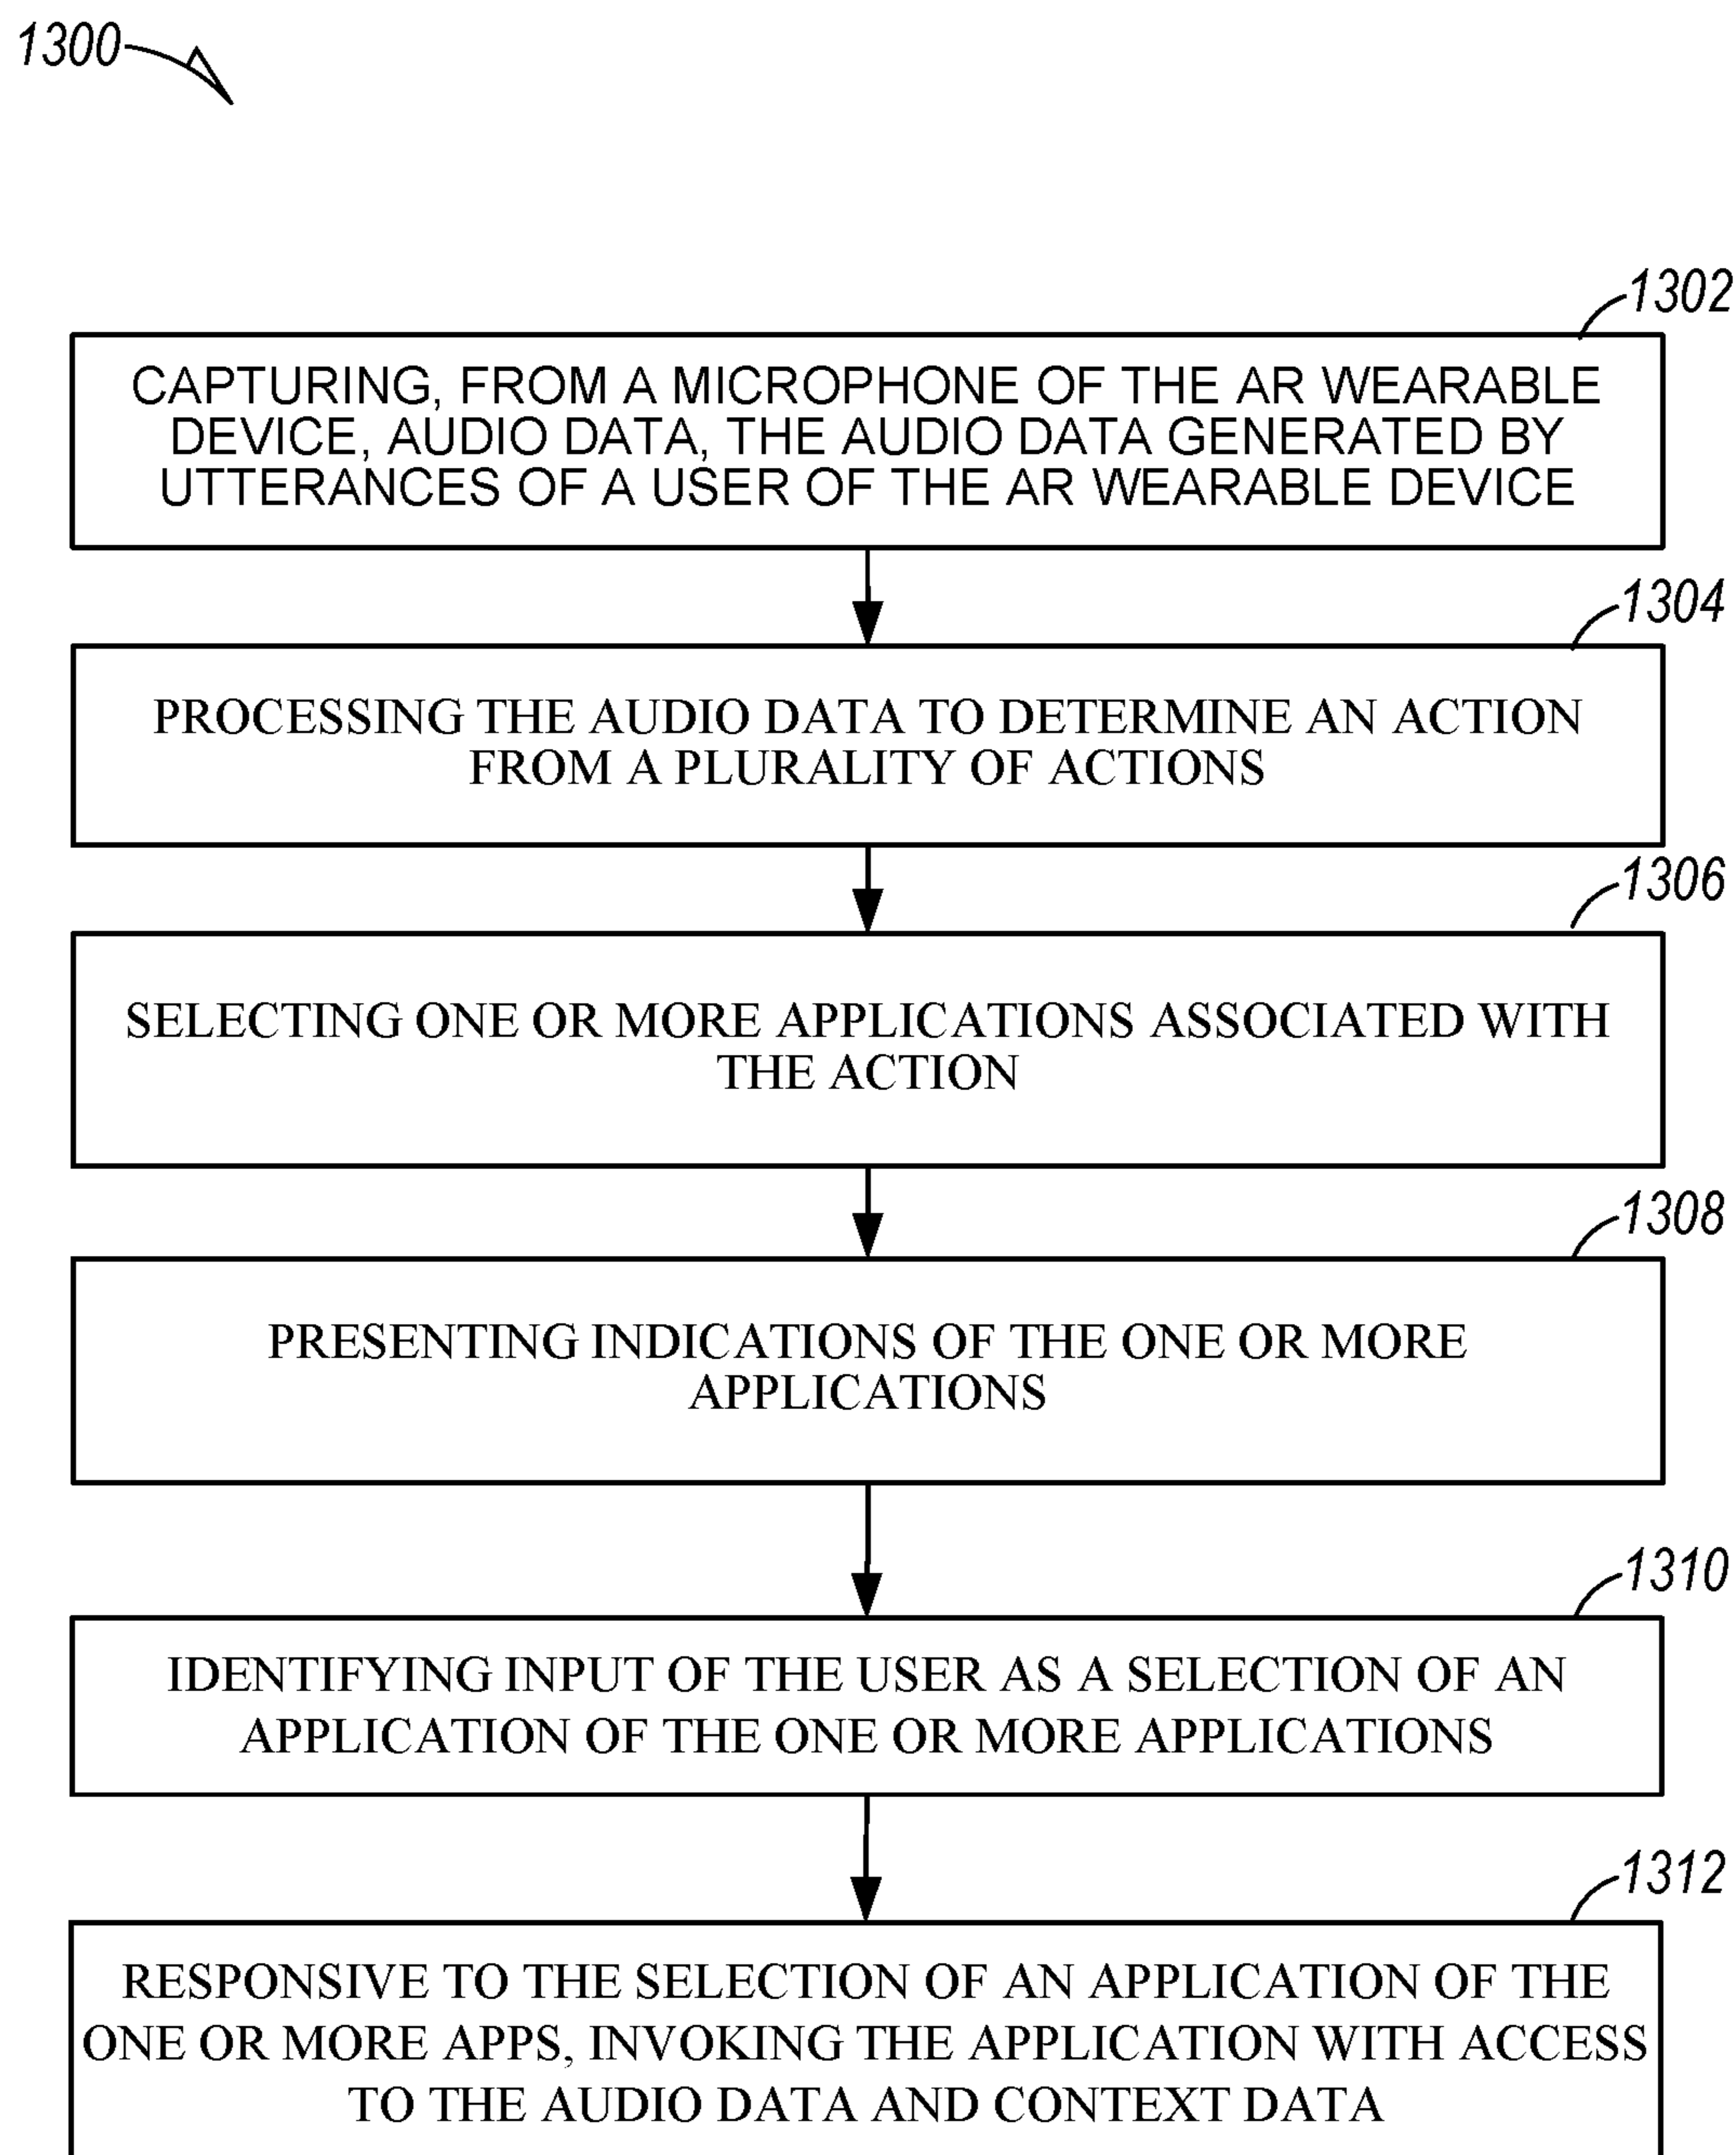 1300
1302
CAPTURING, FROM A MICROPHONE OF THE AR WEARABLE
DEVICE, AUDIO DATA, THE AUDIO DATA GENERATED BY
UTTERANCES OF A USER OF THE AR WEARABLE DEVICE
1304
PROCESSING THE AUDIO DATA TO DETERMINE AN ACTION
FROM A PLURALITY OF ACTIONS
1306
SELECTING ONE OR MORE APPLICATIONS ASSOCIATED WITH
THE ACTION
1308
PRESENTING INDICATIONS OF THE ONE OR MORE
APPLICATIONS
1310
IDENTIFYING INPUT OF THE USER AS A SELECTION OF AN
APPLICATION OF THE ONE OR MORE APPLICATIONS
1312
RESPONSIVE TO THE SELECTION OF AN APPLICATION OF THE
ONE OR MORE APPS, INVOKING THE APPLICATION WITH ACCESS
TO THE AUDIO DATA AND CONTEXT DATA